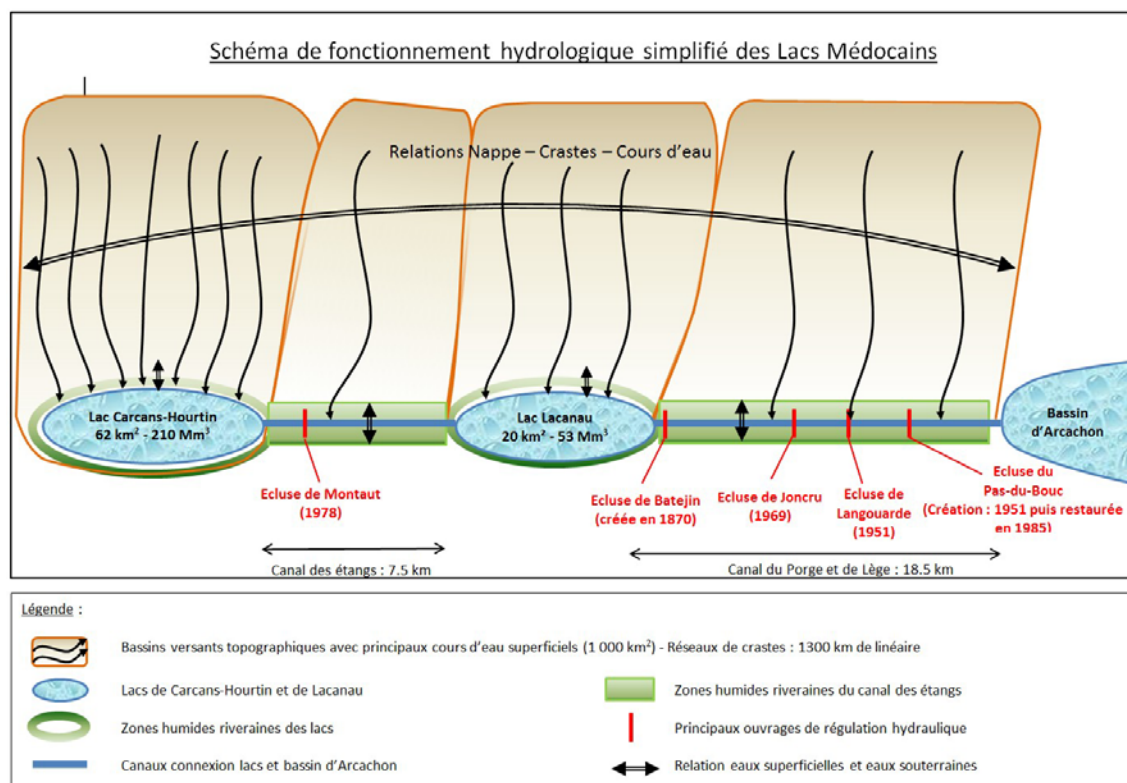 Schéma de fonctionnement hydrologique simplifié des Lacs Médocains
Relations Nappe – Crastes – Cours d'eau
Lac Carcans-Hourtin
62 km² - 210 Mm³
Lac Lacanau
20 km² - 53 Mm³
Bassin
d'Arcachon
Ecluse de Montaut
(1978)
Ecluse de Batejin
(créée en 1870)
Ecluse de Joncru
(1969)
Ecluse de
Langouarde
(1951)
Ecluse du
Pas-du-Bouc
(Création : 1951 puis restaurée
en 1985)
Canal des étangs : 7.5 km
Canal du Porge et de Lège : 18.5 km
Légende :
Bassins versants topographiques avec principaux cours d'eau superficiels (1 000 km²) - Réseaux de crastes : 1300 km de linéaire
Lacs de Carcans-Hourtin et de Lacanau
Zones humides riveraines du canal des étangs
Zones humides riveraines des lacs
Principaux ouvrages de régulation hydraulique
Canaux connexion lacs et bassin d'Arcachon
Relation eaux superficielles et eaux souterraines